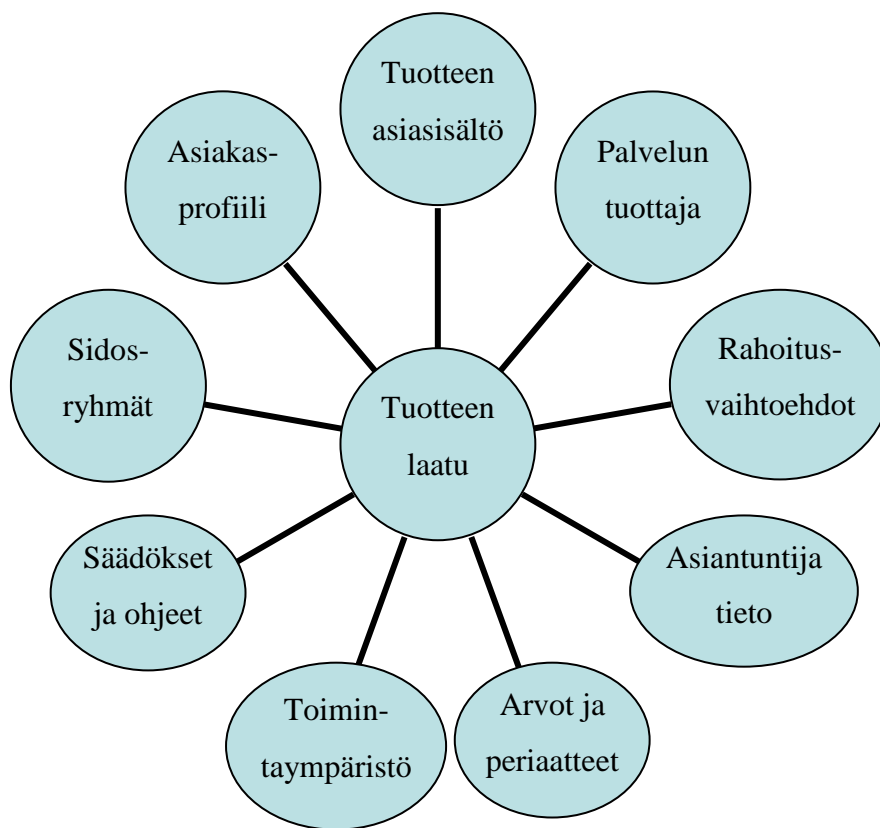 Tuotteen
asiasisältö
Palvelun
tuottaja
Rahoitus-
vaihtoehdot
Asiantuntija
tieto
Arvot ja
periaatteet
Toimin-
taympäristö
Säädökset
ja ohjeet
Sidos-
ryhmät
Asiakas-
profiili
Tuotteen
laatu